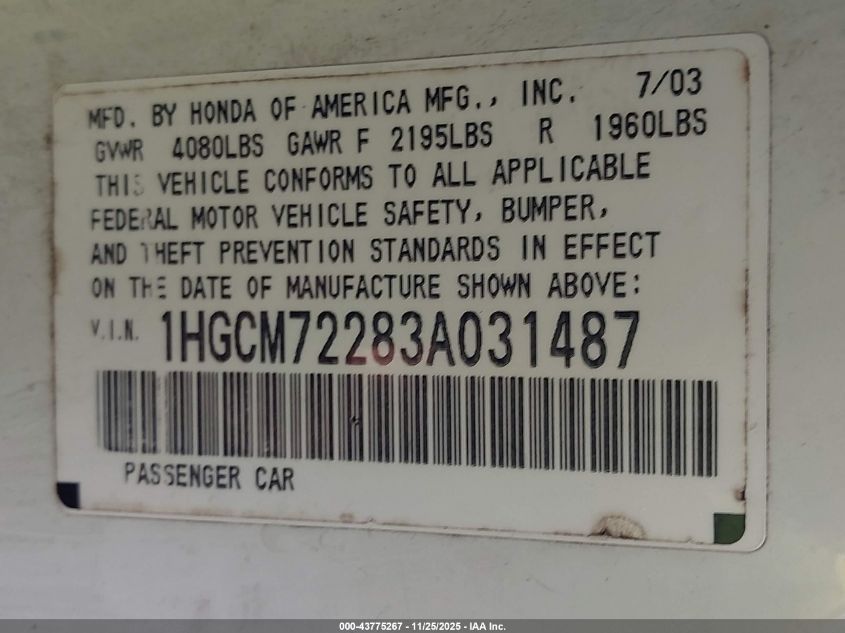 MFD. BY HONDA OF AMERICA MFG., INC. 7/03
GVWR 4080LBS GAWR F 2195LBS R 1960LBS
THIS VEHICLE CONFORMS TO ALL APPLICABLE
FEDERAL MOTOR VEHICLE SAFETY, BUMPER,
AND THEFT PREVENTION STANDARDS IN EFFECT
ON THE DATE OF MANUFACTURE SHOWN ABOVE:
V.I.N. 1HGCM72283A031487
PASSENGER CAR
000-43775267 - 11/25/2025 - IAA Inc.